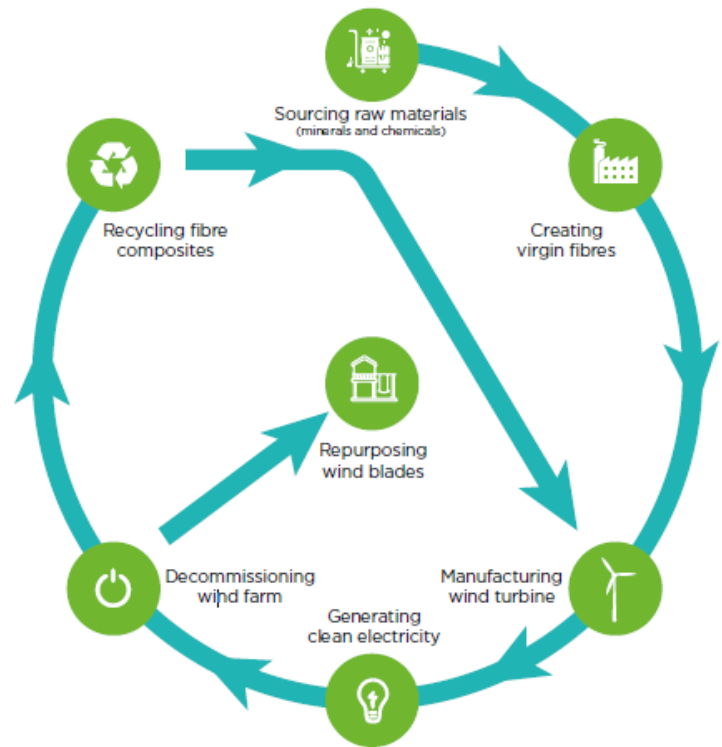 Sourcing raw materials
(minerals and chemicals)
Recycling fibre
composites
Creating
virgin fibres
Repurposing
wind blades
Decommissioning
wind farm
Manufacturing
wind turbine
Generating
clean electricity